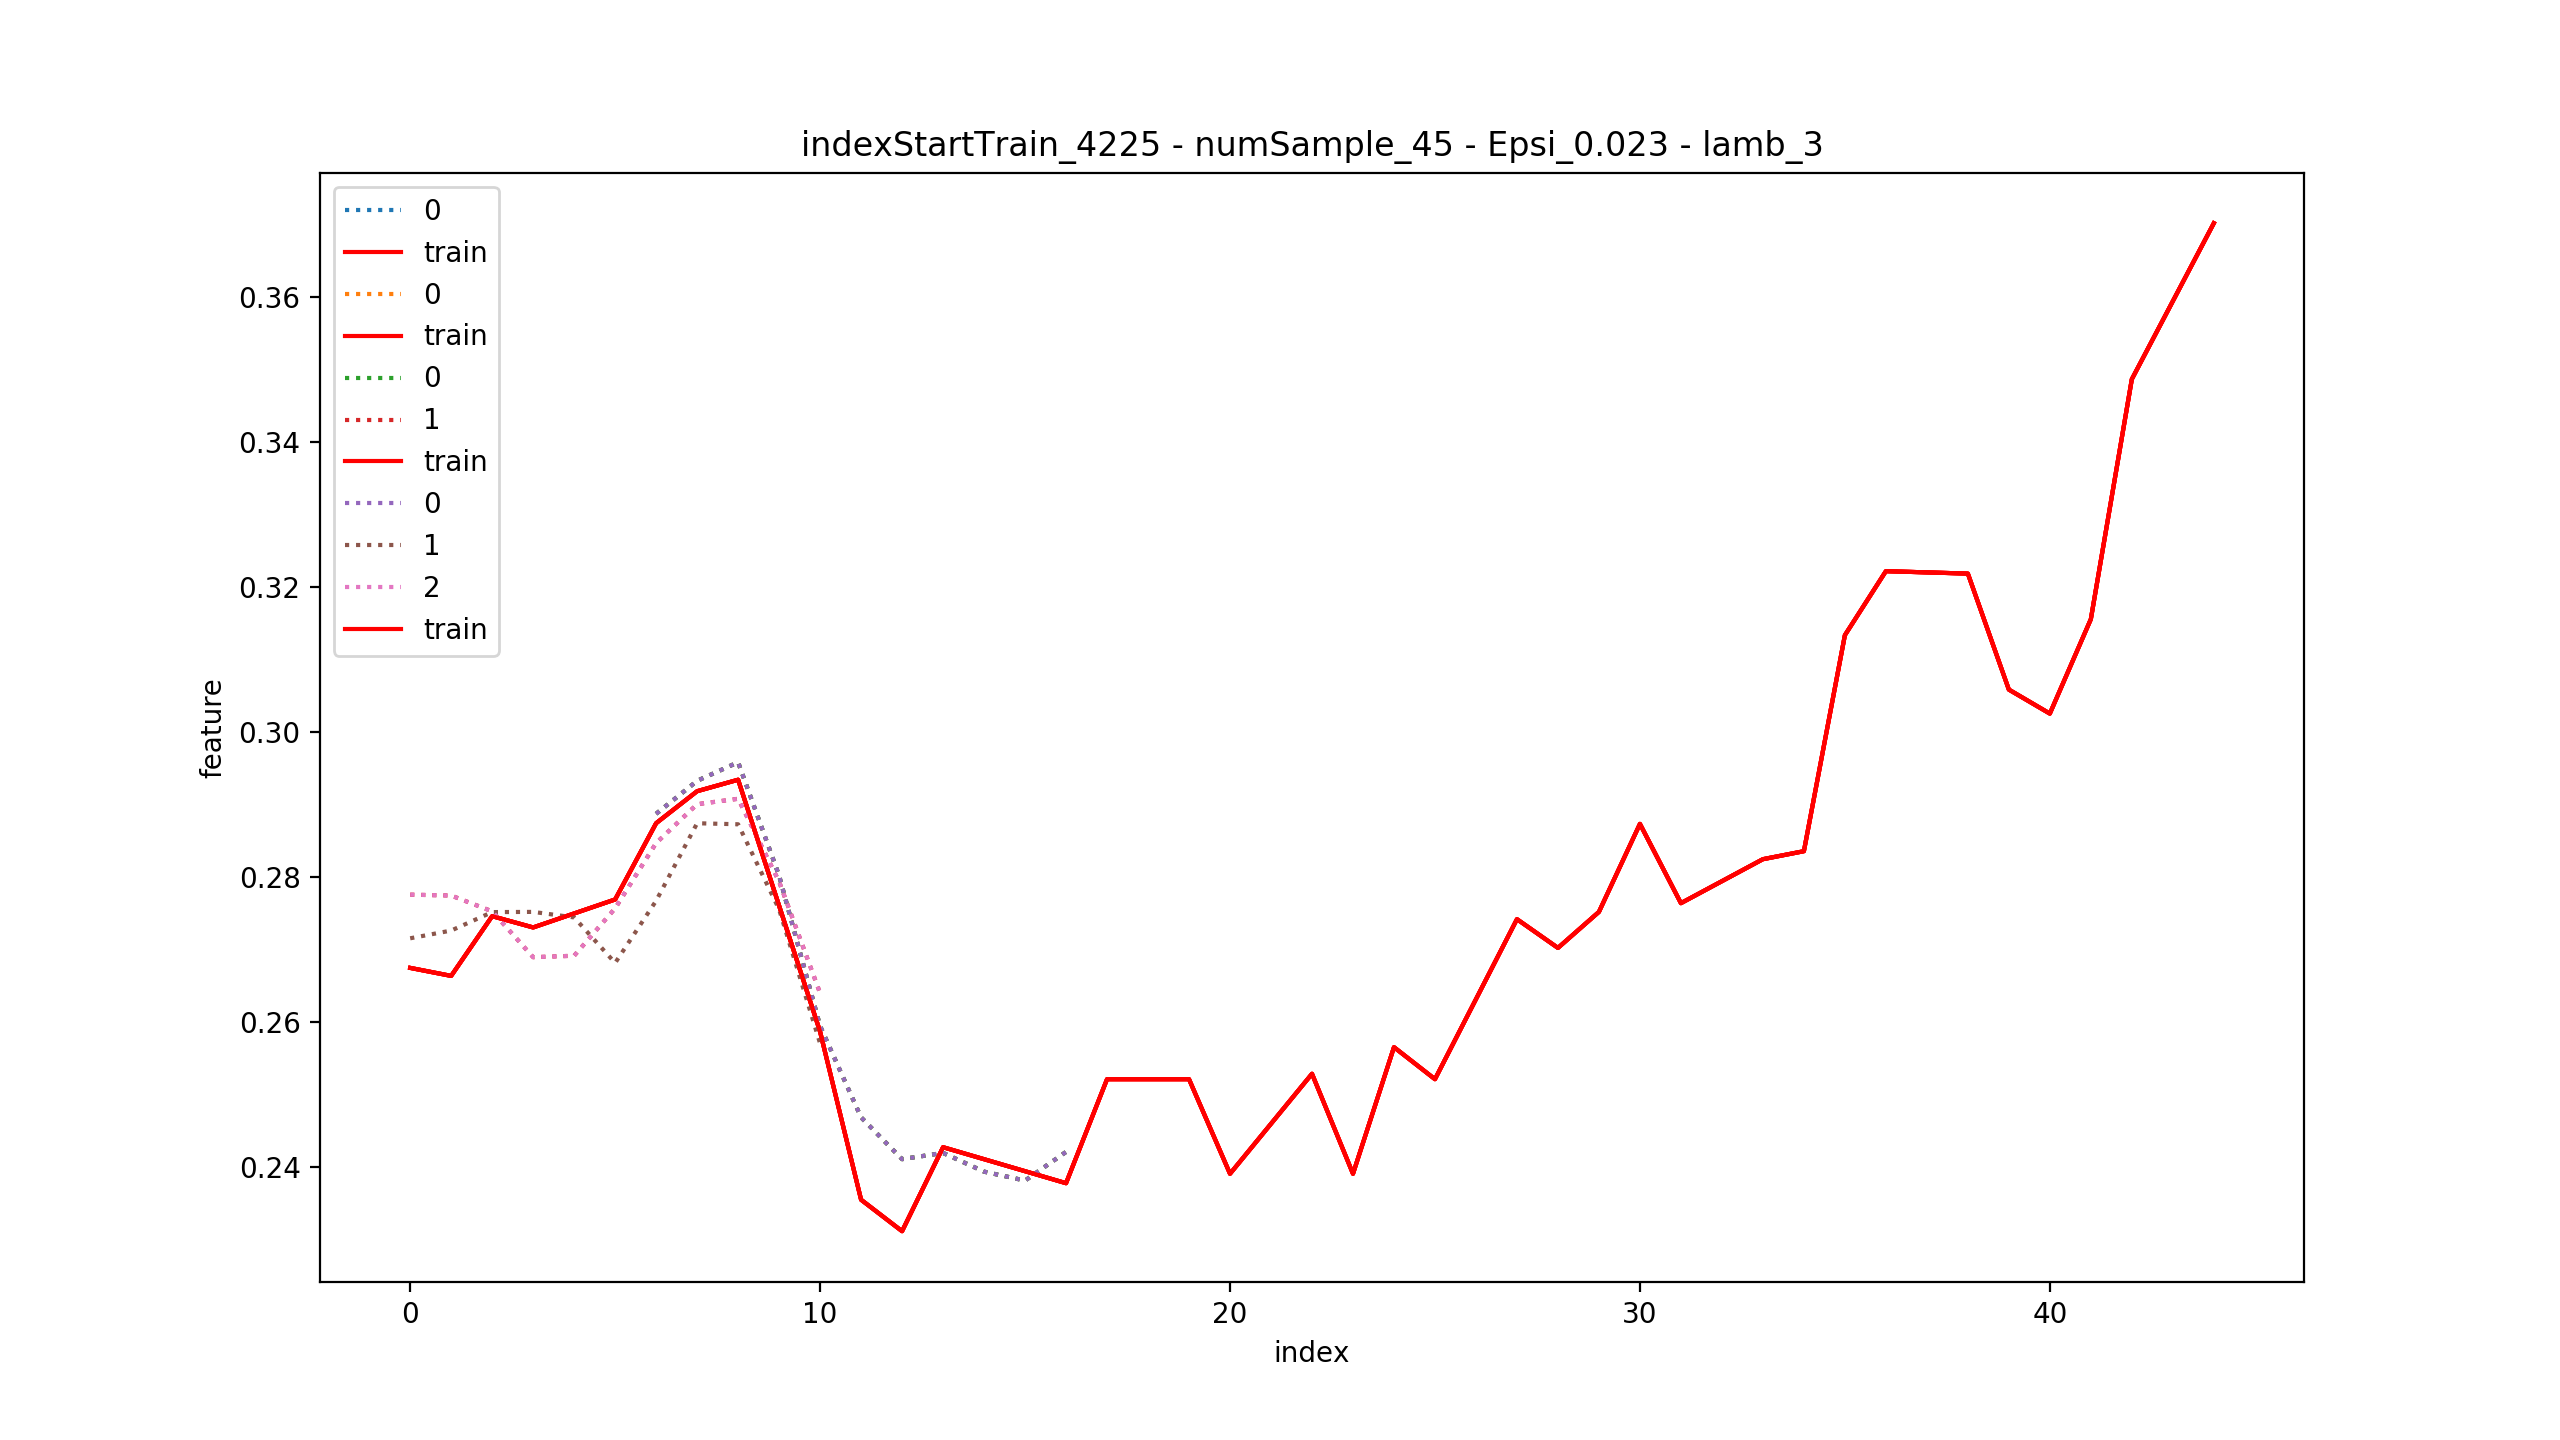 indexStartTrain_4225 - numSample_45 - Epsi_0.023 - lamb_3
0
train
0
train
0
1
train
0
1
2
train
0.36
0.34
0.32
0.30
0.28
0.26
0.24
feature
0 10 20 30 40
index